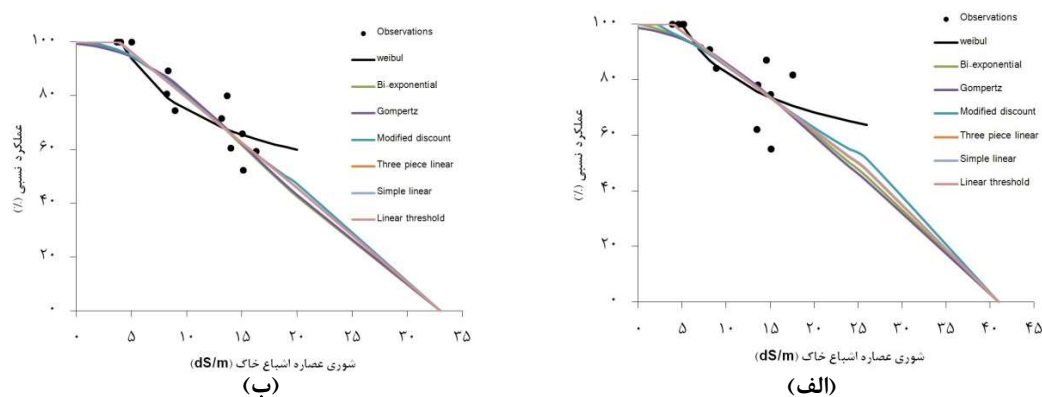 ۱۰۰
۸۰
۶۰
۴۰
۲۰
۰
عملکرد نسبی (٪)
۰ ۵ ۱۰ ۱۵ ۲۰ ۲۵ ۳۰ ۳۵ ۴۰ ۴۵
شوری عصاره اشباع خاک (dS/m)
Observations
weibul
Bi-exponential
Gompertz
Modified discount
Three piece linear
Simple linear
Linear threshold
(الف)
۱۰۰
۸۰
۶۰
۴۰
۲۰
۰
عملکرد نسبی (٪)
۰ ۵ ۱۰ ۱۵ ۲۰ ۲۵ ۳۰ ۳۵
شوری عصاره اشباع خاک (dS/m)
Observations
weibul
Bi-exponential
Gompertz
Modified discount
Three piece linear
Simple linear
Linear threshold
(ب)